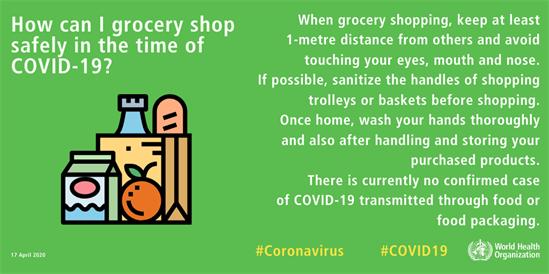 How can I grocery shop
safely in the time of
COVID-19?
When grocery shopping, keep at least
1-metre distance from others and avoid
touching your eyes, mouth and nose.
If possible, sanitize the handles of shopping
trolleys or baskets before shopping.
Once home, wash your hands thoroughly
and also after handling and storing your
purchased products.
There is currently no confirmed case
of COVID-19 transmitted through food or
food packaging.
17 April 2020
#Coronavirus #COVID19
World Health
Organization